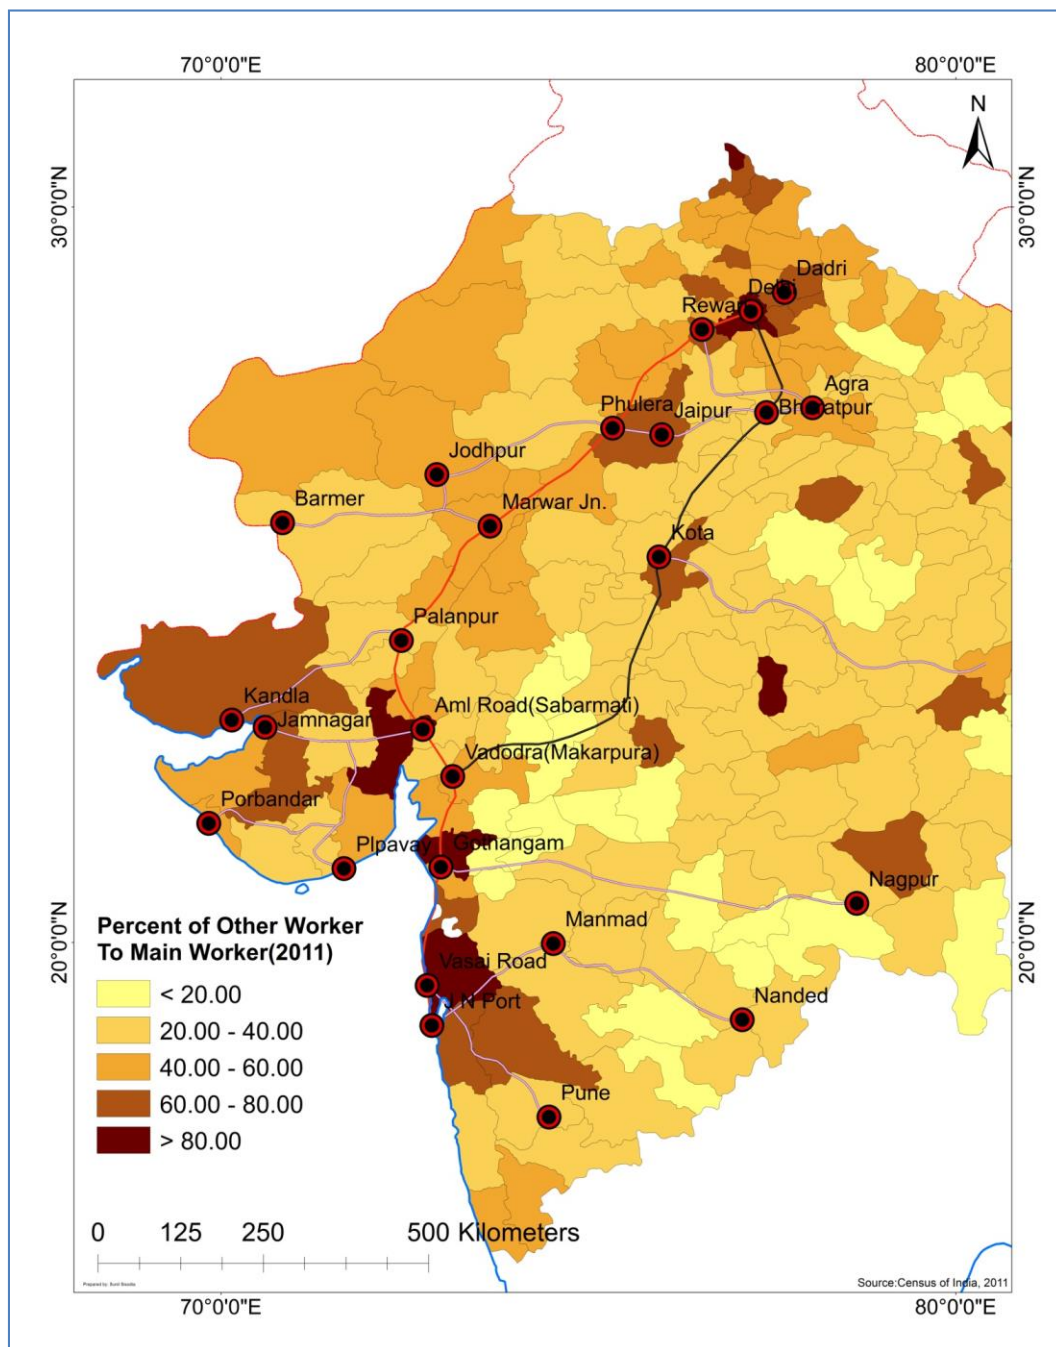 70°0'0"E
80°0'0"E
N
30°0'0"N
30°0'0"N
Dadri
Delhi
Rewari
Agra
Phulera
Jaipur
Bharatpur
Jodhpur
Barmer
Marwar Jn.
Kota
Palanpur
Kandla
Jamnagar
Aml Road(Sabarmati)
Vadodra(Makarpura)
Porbandar
Plpavav
Gothangam
Nagpur
Manmad
20°0'0"N
20°0'0"N
Percent of Other Worker
To Main Worker(2011)
Vasai Road
< 20.00
J N Port
Nanded
20.00 - 40.00
40.00 - 60.00
60.00 - 80.00
Pune
> 80.00
0 125 250 500 Kilometers
Prepared by: Sunil
Source:Census of India, 2011
70°0'0"E
80°0'0"E